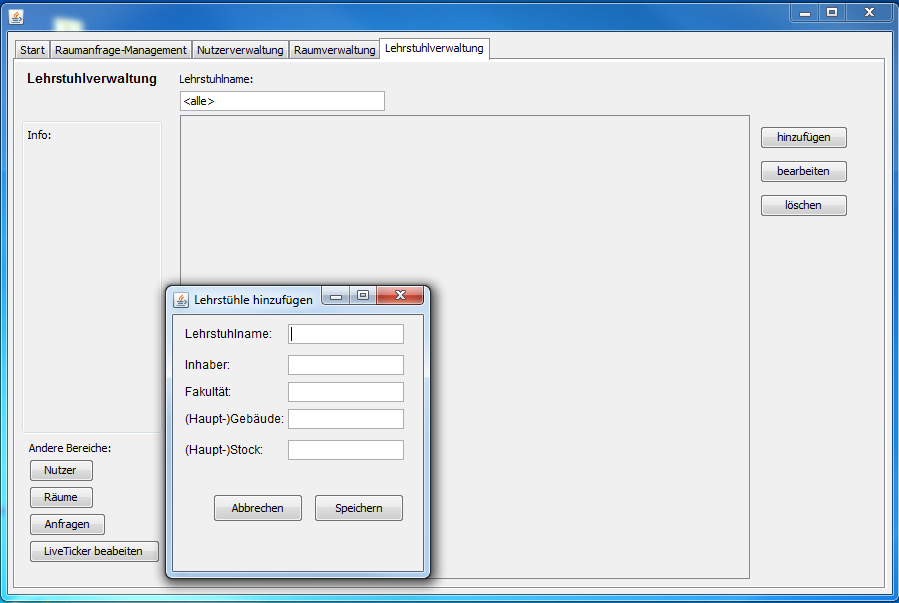 Start Raumanfrage-Management Nutzerverwaltung Raumverwaltung Lehrstuhlverwaltung
Lehrstuhlverwaltung
Lehrstuhlname:
<alle>
Info:
hinzufügen
bearbeiten
löschen
Lehrstühle hinzufügen
Lehrstuhlname:
Inhaber:
Fakultät:
(Haupt-)Gebäude:
(Haupt-)Stock:
Abbrechen Speichern
Andere Bereiche:
Nutzer
Räume
Anfragen
LiveTicker beabeiten